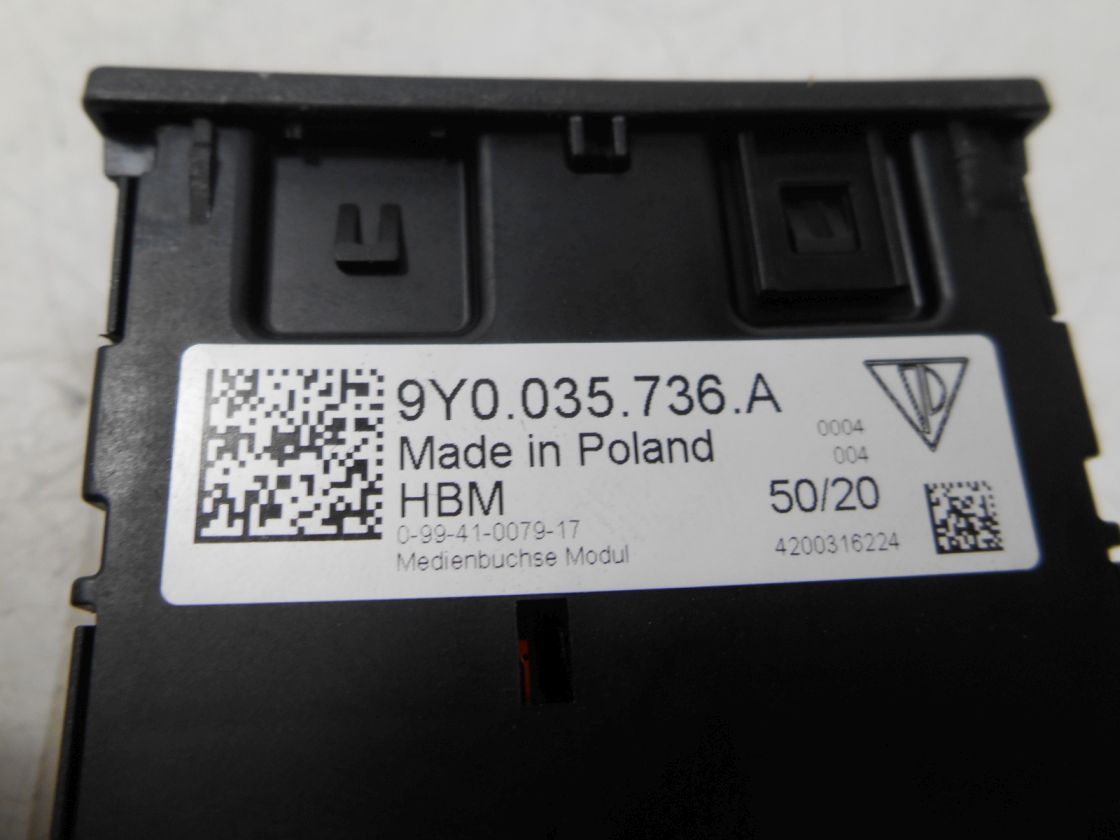 9Y0.035.736.A
Made in Poland
0004
004
HBM
50/20
0-99-41-0079-17
Medienbuchse Modul
4200316224